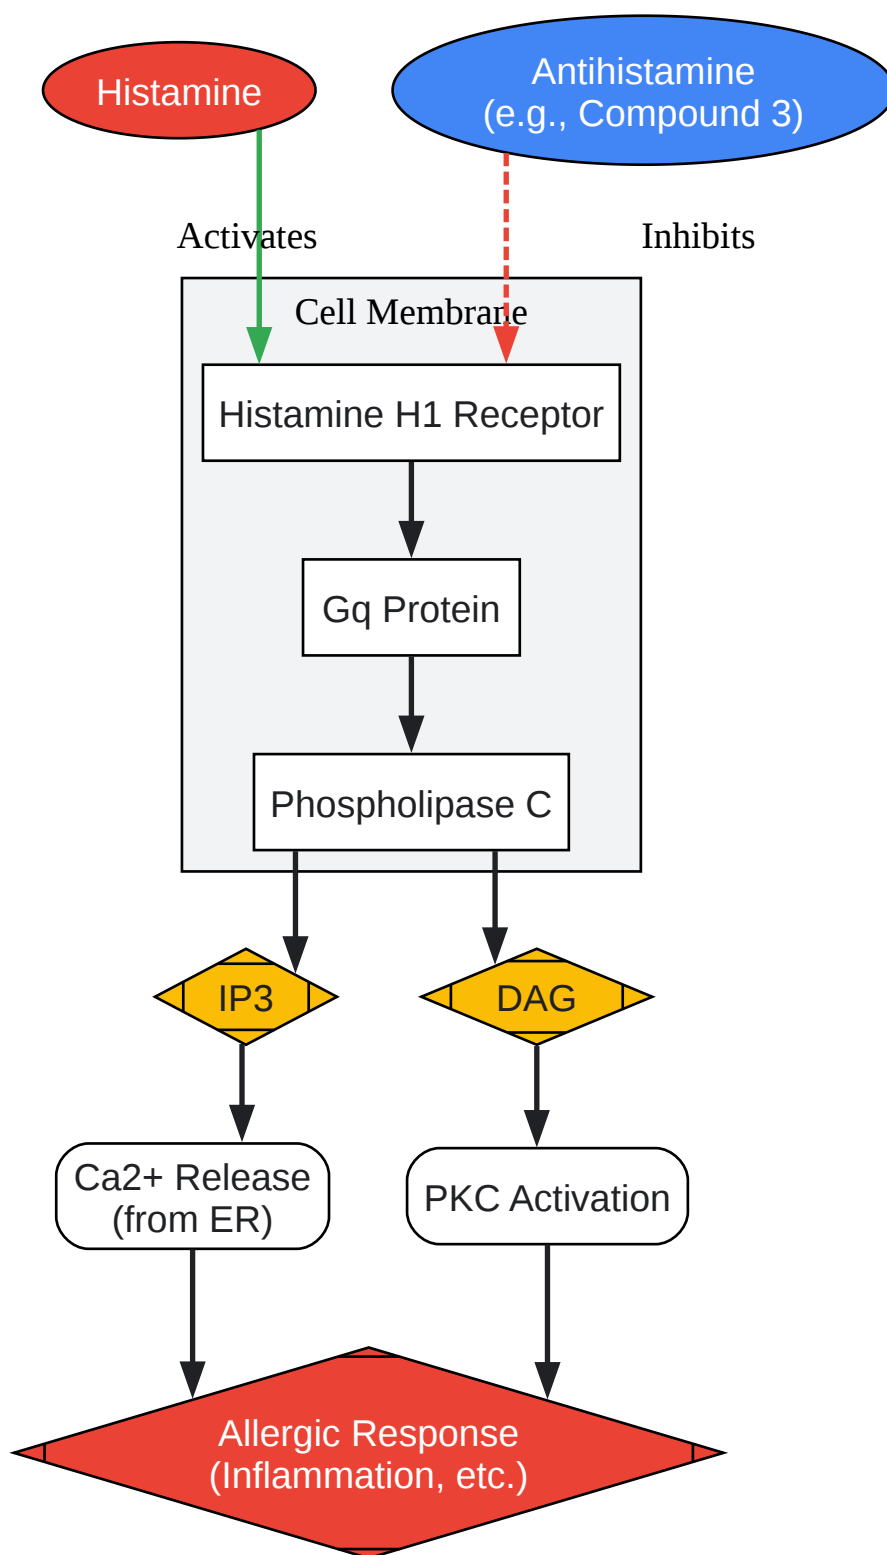 Histamine
Antihistamine
(e.g., Compound 3)
Activates
Inhibits
Cell Membrane
Histamine H1 Receptor
Gq Protein
Phospholipase C
IP3
DAG
Ca2+ Release
(from ER)
PKC Activation
Allergic Response
(Inflammation, etc.)